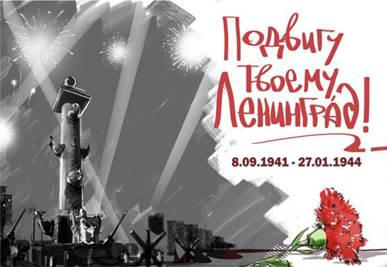 Подвигу
твоему,
Ленинград!
8.09.1941 - 27.01.1944